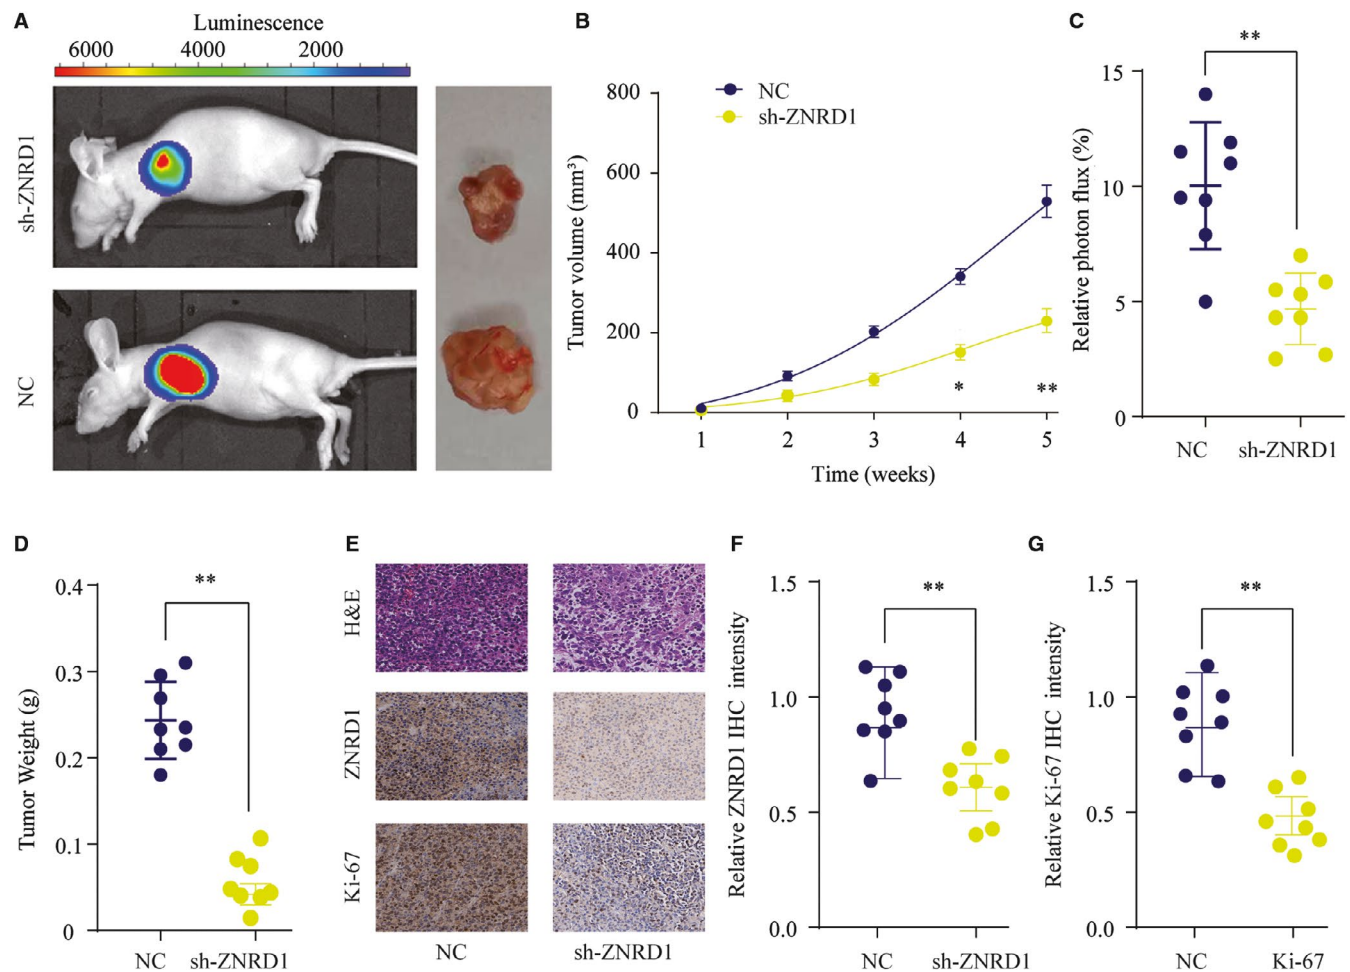 A
Luminescence
6000 4000 2000
sh-ZNRD1
NC
B
NC
sh-ZNRD1
Tumor volume (mm³)
800
600
400
200
0
* **
1 2 3 4 5
Time (weeks)
C
**
Relative photon flux (%)
15
10
5
0
NC sh-ZNRD1
D
**
Tumor Weight (g)
0.4
0.3
0.2
0.1
0
NC sh-ZNRD1
E
H&E
ZNRD1
Ki-67
NC sh-ZNRD1
F
**
Relative ZNRD1 IHC intensity
1.5
1.0
0.5
0.0
NC sh-ZNRD1
G
**
Relative Ki-67 IHC intensity
1.5
1.0
0.5
0.0
NC Ki-67